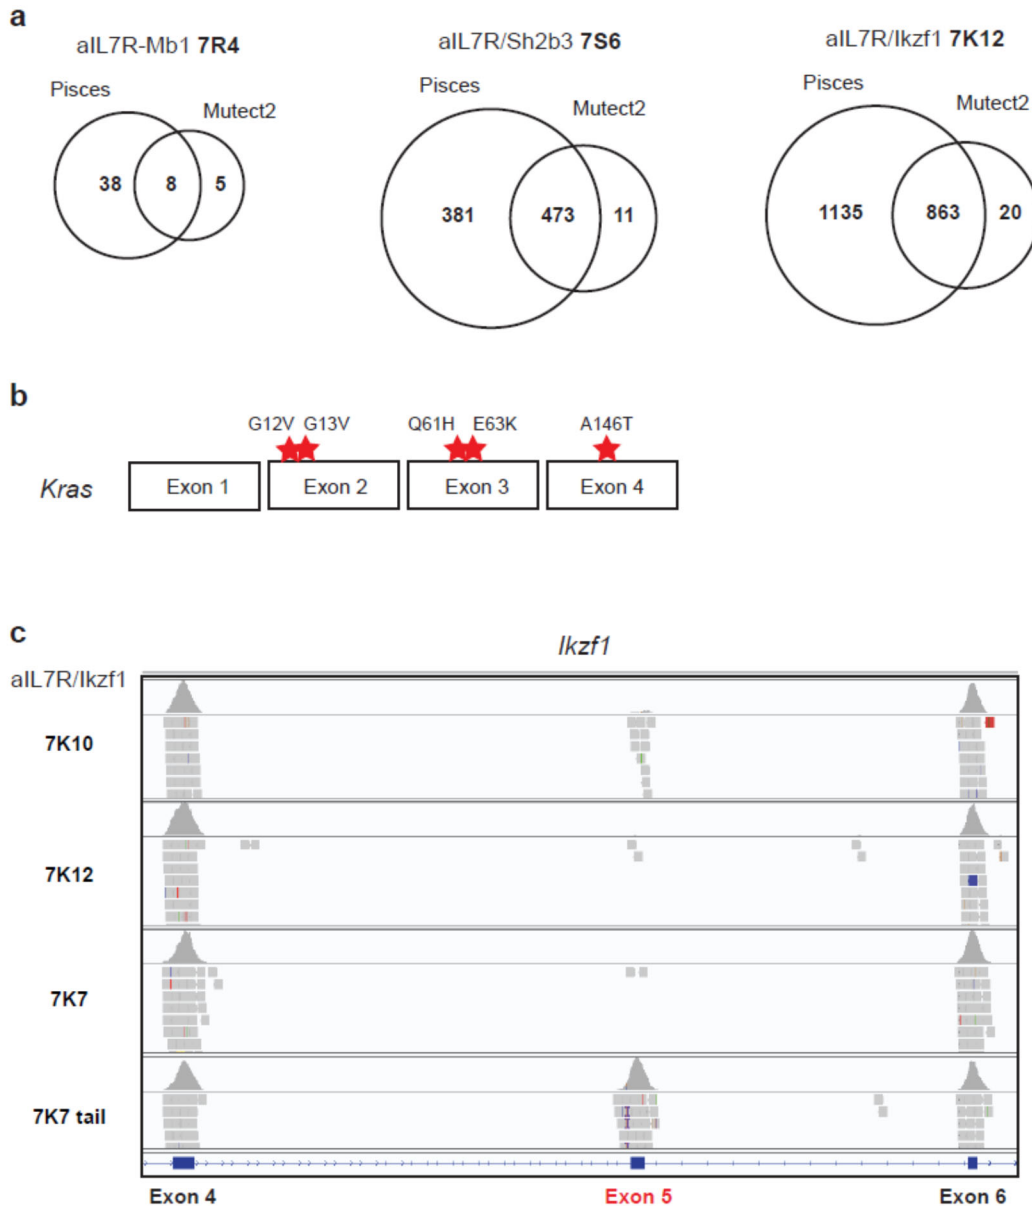 a
aIL7R-Mb1 7R4
aIL7R/Sh2b3 7S6
aIL7R/Ikzf1 7K12
Pisces
Mutect2
38
8
5
Pisces
Mutect2
381
473
11
Pisces
Mutect2
1135
863
20
b
G12V G13V
Q61H E63K
A146T
Kras
Exon 1
Exon 2
Exon 3
Exon 4
c
Ikzf1
aIL7R/Ikzf1
7K10
7K12
7K7
7K7 tail
Exon 4
Exon 5
Exon 6